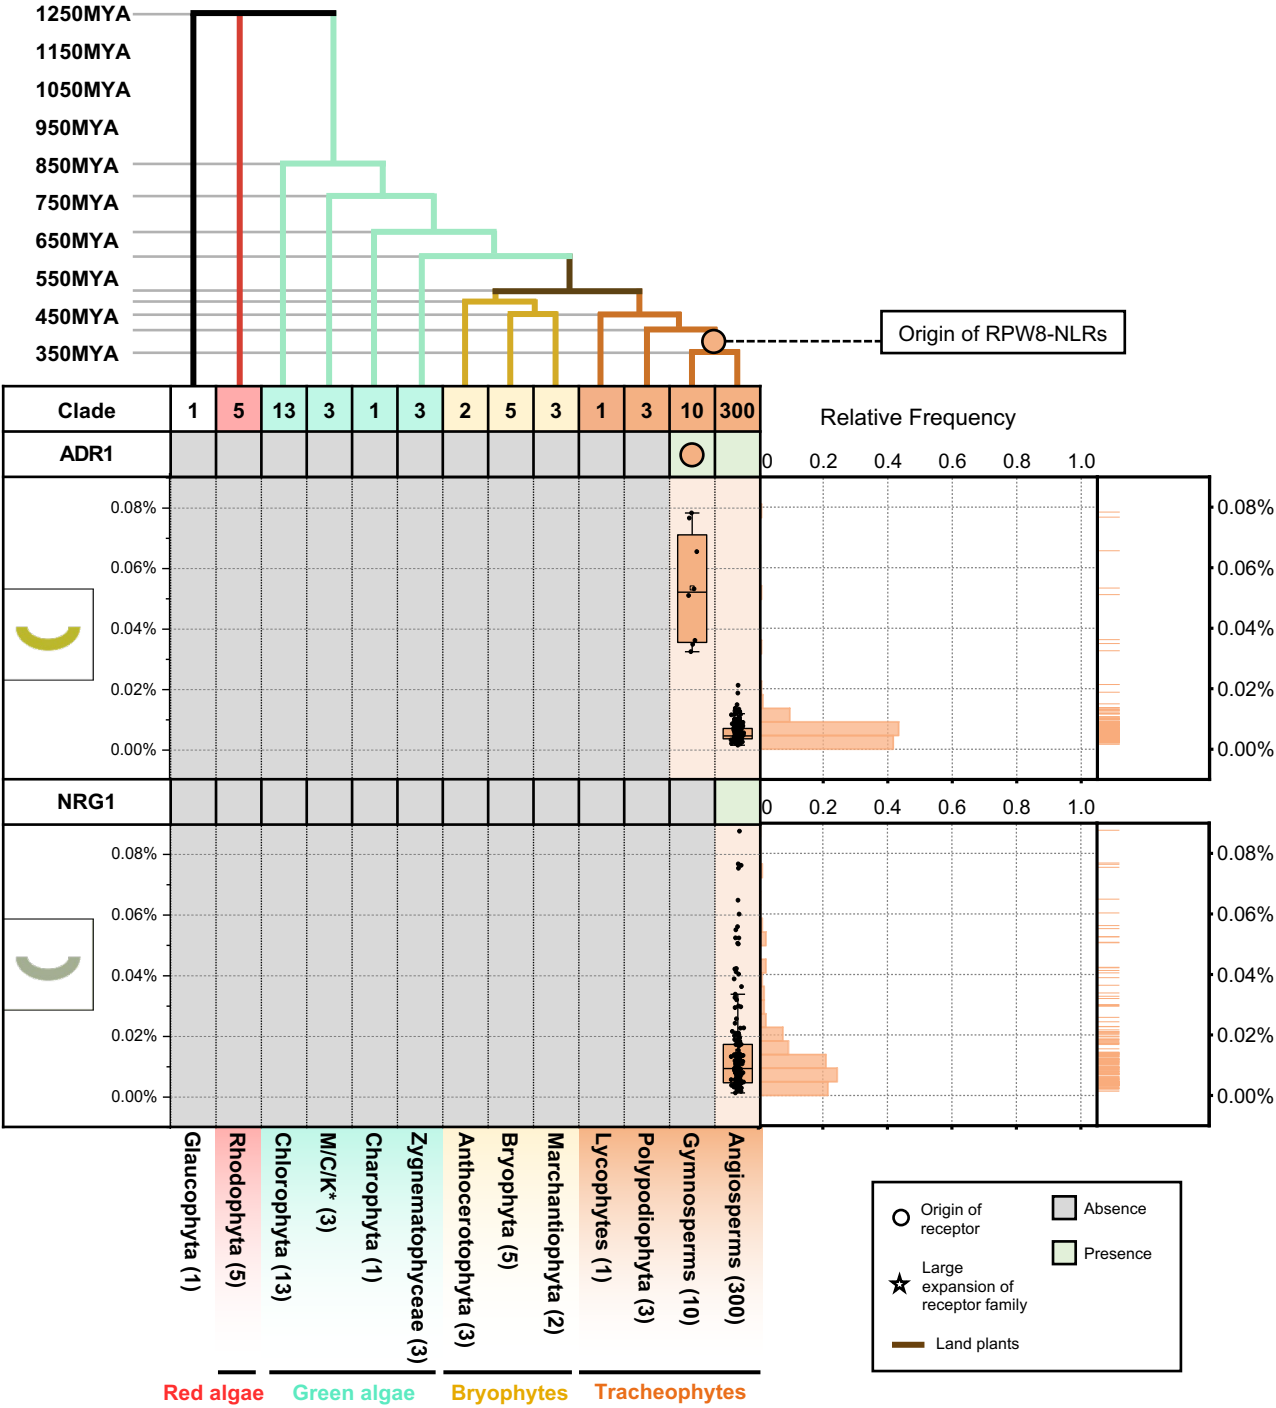 1250MYA
1150MYA
1050MYA
950MYA
850MYA
750MYA
650MYA
550MYA
450MYA
350MYA
Origin of RPW8-NLRs
Clade 1 5 13 3 1 3 2 5 3 1 3 10 300
Relative Frequency
ADR1
0 0.2 0.4 0.6 0.8 1.0
0.08% 0.08%
0.06% 0.06%
0.04% 0.04%
0.02% 0.02%
0.00% 0.00%
NRG1
0 0.2 0.4 0.6 0.8 1.0
0.08% 0.08%
0.06% 0.06%
0.04% 0.04%
0.02% 0.02%
0.00% 0.00%
Glaucophyta (1)
Rhodophyta (5)
Chlorophyta (13)
M/C/K* (3)
Charophyta (1)
Zygnematophyceae (3)
Anthocerotophyta (3)
Bryophyta (5)
Marchantiophyta (2)
Lycophytes (1)
Polypodiophyta (3)
Gymnosperms (10)
Angiosperms (300)
Red algae
Green algae
Bryophytes
Tracheophytes
Origin of
receptor
Large
expansion of
receptor family
Land plants
Absence
Presence